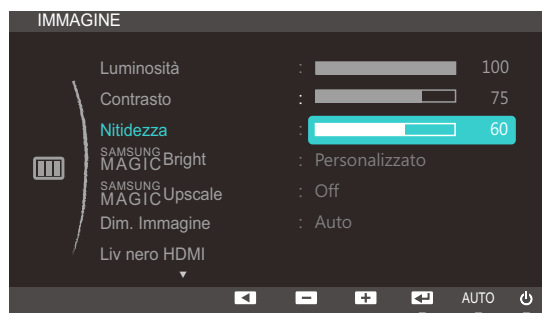 IMMAGINE
Luminosità : 100
Contrasto : 75
Nitidezza : 60
SAMSUNG MAGIC Bright : Personalizzato
SAMSUNG MAGIC Upscale : Off
Dim. Immagine : Auto
Liv nero HDMI
AUTO